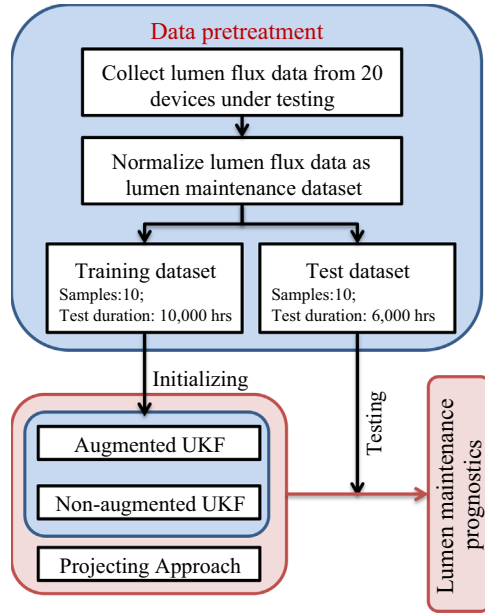 Data pretreatment
Collect lumen flux data from 20
devices under testing
Normalize lumen flux data as
lumen maintenance dataset
Training dataset
Samples:10;
Test duration: 10,000 hrs
Test dataset
Samples:10;
Test duration: 6,000 hrs
Initializing
Testing
Augmented UKF
Non-augmented UKF
Projecting Approach
Lumen maintenance
prognostics